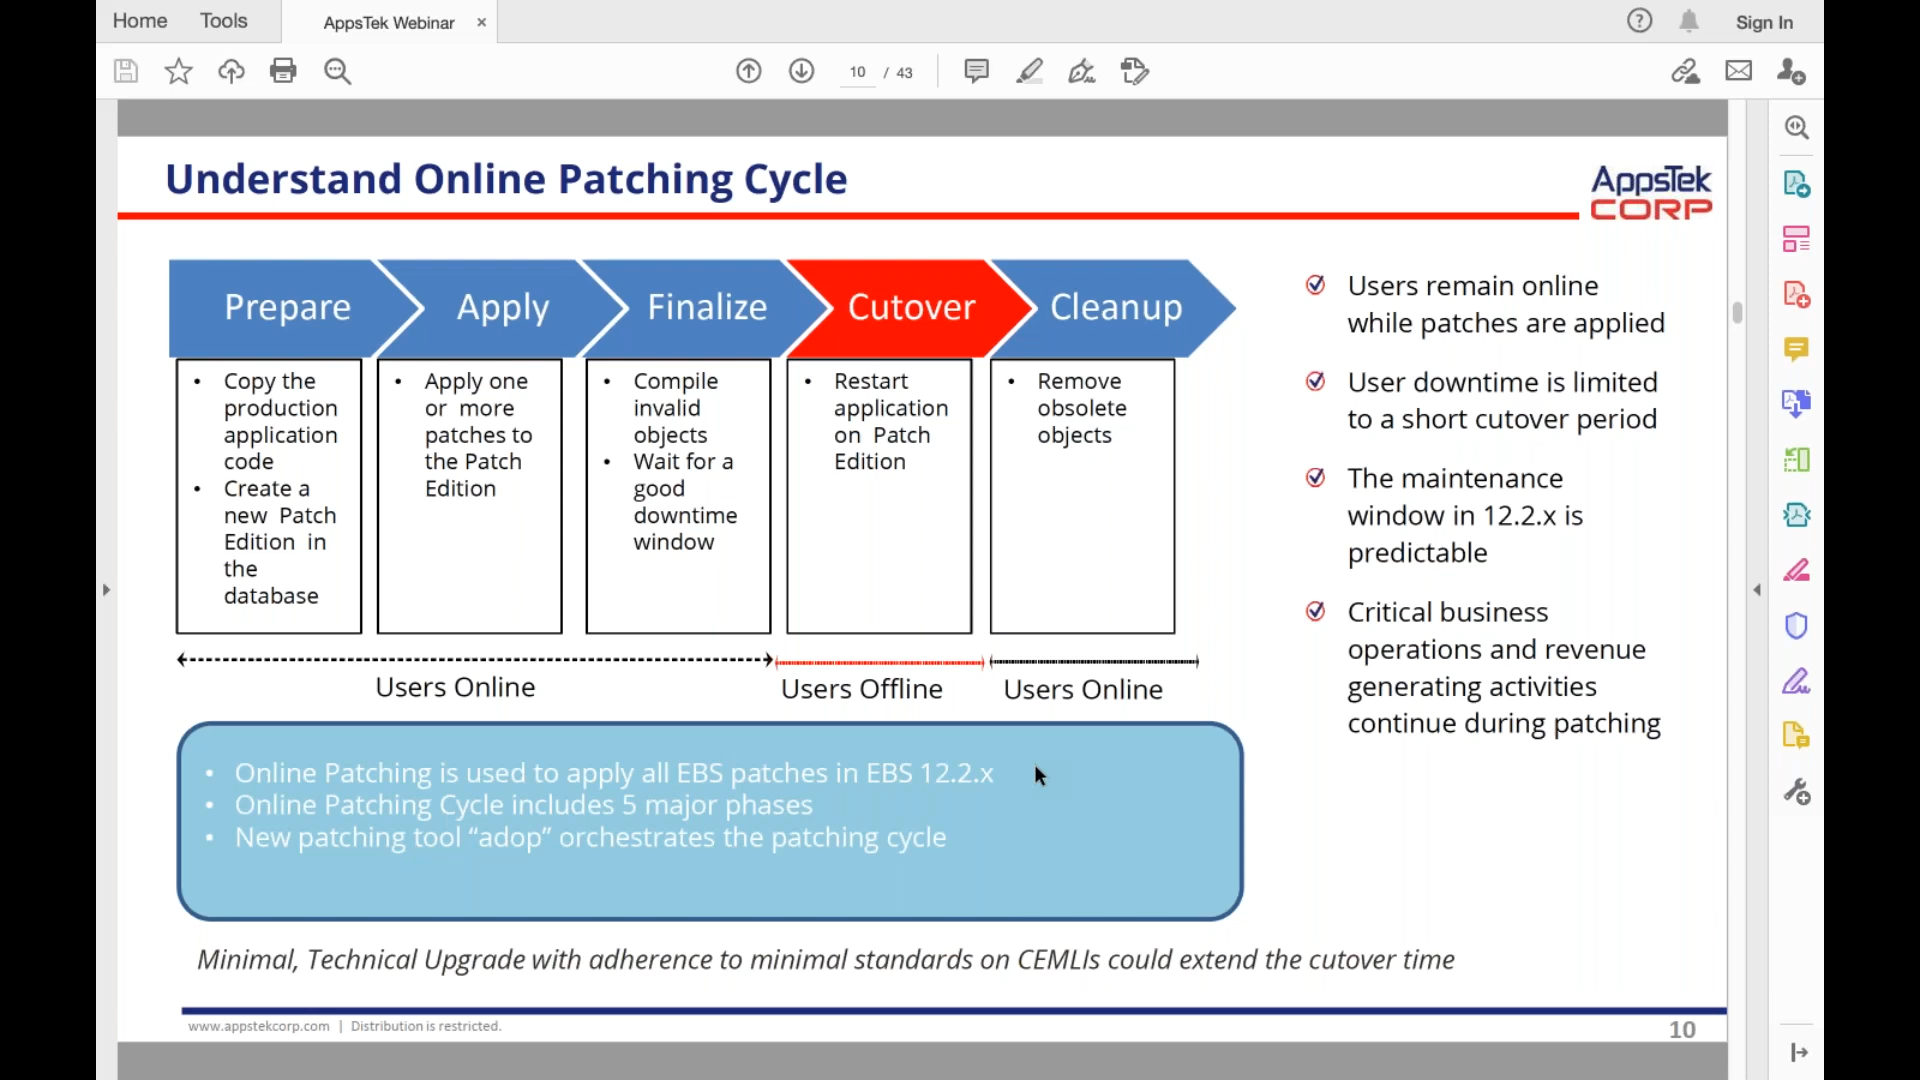 Home
Tools
AppsTek Webinar
×
Sign In
10 / 43
Understand Online Patching Cycle
AppsTek
CORP
Prepare
Apply
Finalize
Cutover
Cleanup
• Copy the
production
application
code
• Create a
new Patch
Edition in
the
database
• Apply one
or more
patches to
the Patch
Edition
• Compile
invalid
objects
• Wait for a
good
downtime
window
• Restart
application
on Patch
Edition
• Remove
obsolete
objects
Users Online
Users Offline
Users Online
Users remain online
while patches are applied
User downtime is limited
to a short cutover period
The maintenance
window in 12.2.x is
predictable
Critical business
operations and revenue
generating activities
continue during patching
• Online Patching is used to apply all EBS patches in EBS 12.2.x
• Online Patching Cycle includes 5 major phases
• New patching tool “adop” orchestrates the patching cycle
Minimal, Technical Upgrade with adherence to minimal standards on CEMLIs could extend the cutover time
www.appstekcorp.com | Distribution is restricted.
10